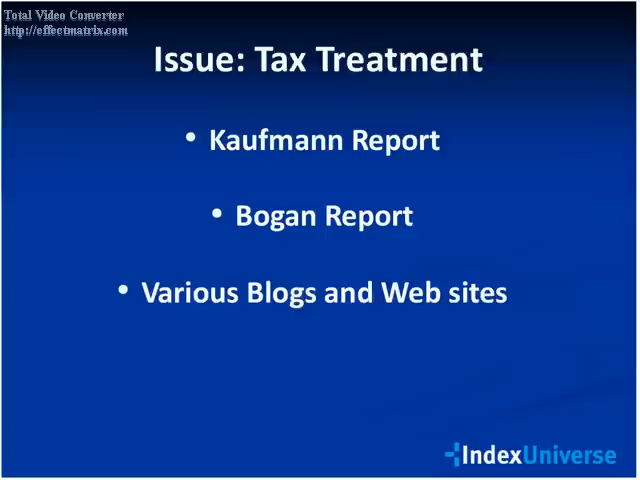 Total Video Converter
http://effectmatrix.com
Issue: Tax Treatment
• Kaufmann Report
• Bogan Report
• Various Blogs and Web sites
IndexUniverse